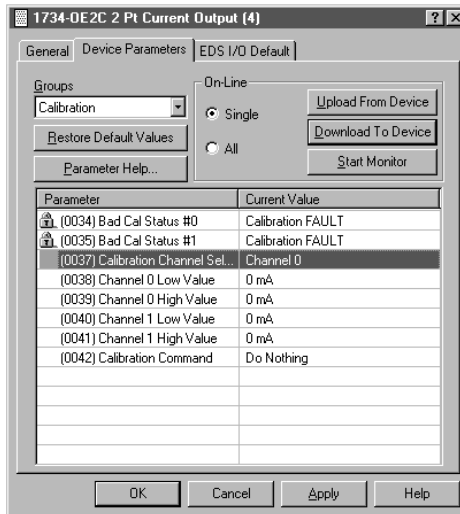 1734-OE2C 2 Pt Current Output (4)
General Device Parameters EDS I/O Default
Groups
Calibration
Restore Default Values
Parameter Help...
On-Line
Single
All
Upload From Device
Download To Device
Start Monitor
Parameter Current Value
(0034) Bad Cal Status #0 Calibration FAULT
(0035) Bad Cal Status #1 Calibration FAULT
(0037) Calibration Channel Sel... Channel 0
(0038) Channel 0 Low Value 0 mA
(0039) Channel 0 High Value 0 mA
(0040) Channel 1 Low Value 0 mA
(0041) Channel 1 High Value 0 mA
(0042) Calibration Command Do Nothing
OK Cancel Apply Help